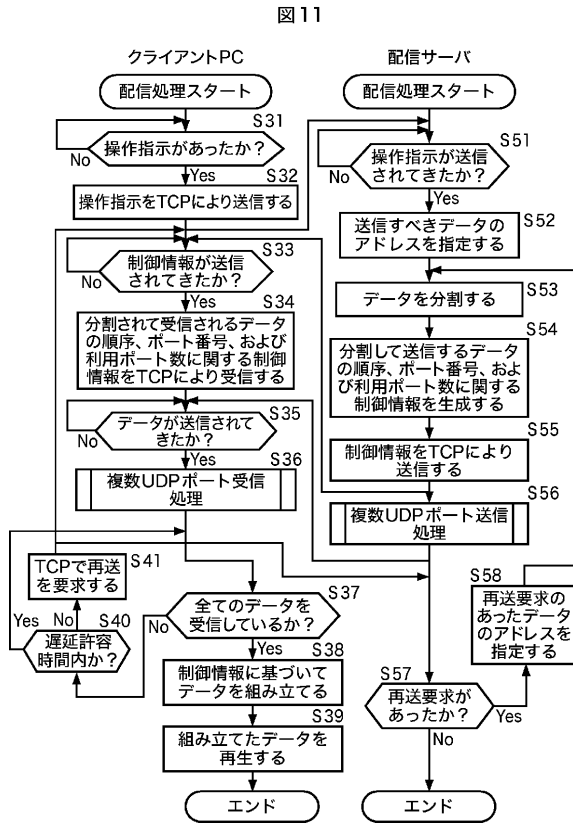 図11
クライアントPC
配信処理スタート
S31
操作指示があったか？
No
Yes
S32
操作指示をTCPにより送信する
S33
制御情報が送信
されてきたか？
No
Yes
S34
分割されて受信されるデータ
の順序、ポート番号、および
利用ポート数に関する制御
情報をTCPにより受信する
S35
データが送信されて
きたか？
No
Yes
S36
複数UDPポート受信
処理
S41
TCPで再送
を要求する
Yes
No
S40
遅延許容
時間内か？
S37
全てのデータを
受信しているか？
No
Yes
S38
制御情報に基づいて
データを組み立てる
S39
組み立てたデータを
再生する
エンド
配信サーバ
配信処理スタート
S51
操作指示が送信
されてきたか？
No
Yes
S52
送信すべきデータの
アドレスを指定する
S53
データを分割する
S54
分割して送信するデータ
の順序、ポート番号、およ
び利用ポート数に関する
制御情報を生成する
S55
制御情報をTCPにより
送信する
S56
複数UDPポート送信
処理
S58
再送要求の
あったデータ
のアドレスを
指定する
S57
再送要求が
あったか？
Yes
No
エンド